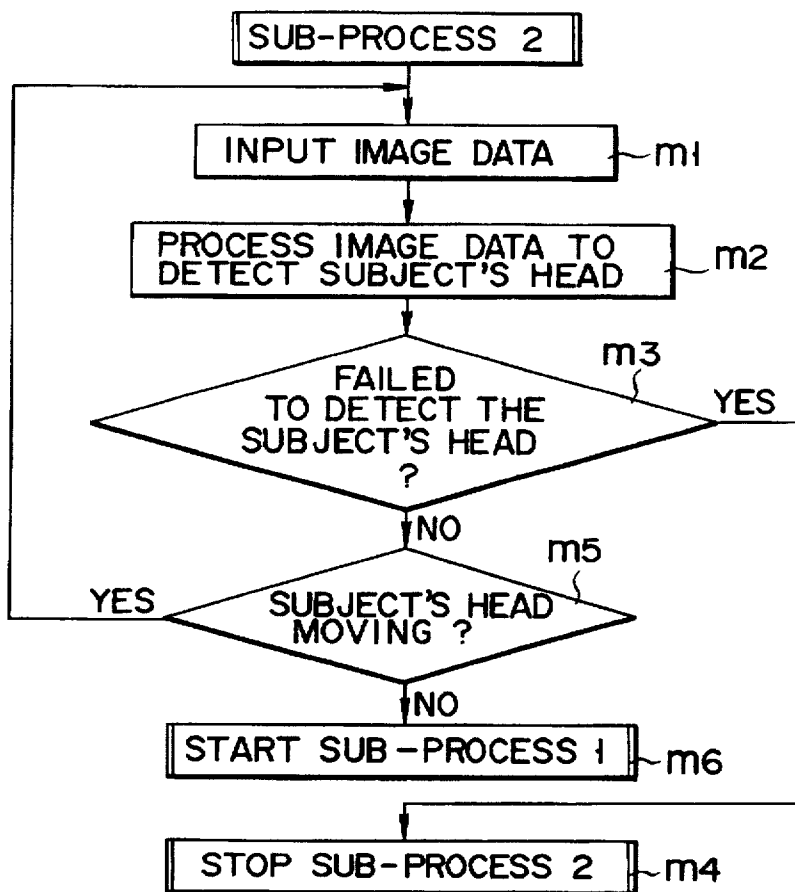 SUB-PROCESS 2
INPUT IMAGE DATA
m1
PROCESS IMAGE DATA TO
DETECT SUBJECT'S HEAD
m2
m3
FAILED
TO DETECT THE
SUBJECT'S HEAD
?
YES
NO
m5
YES
SUBJECT'S HEAD
MOVING ?
NO
START SUB-PROCESS 1
m6
STOP SUB-PROCESS 2
m4